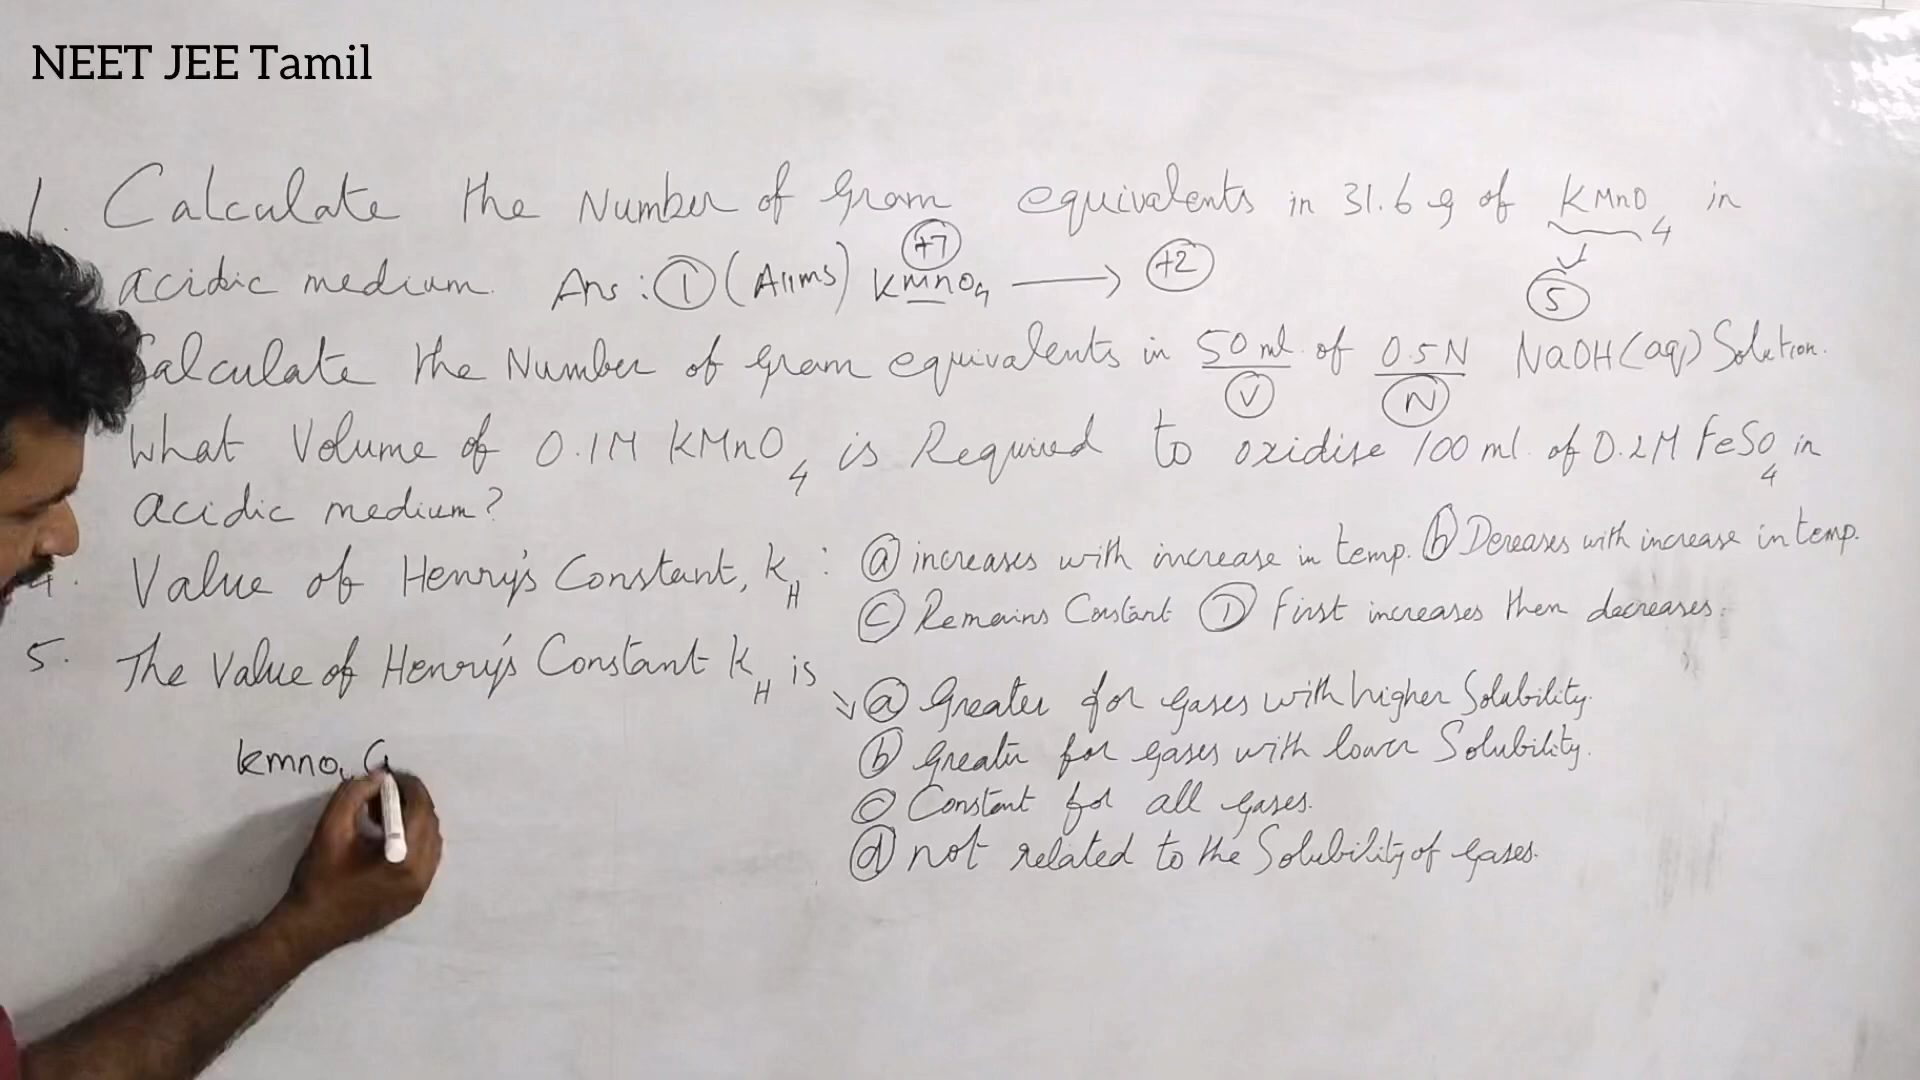 NEET JEE Tamil
1. Calculate the Number of Gram equivalents in 31.6 g of KMnO4 in
+7 +2 5
acidic medium. Ans : 1 (AIIMS) KMnO4 ⟶
Calculate the Number of gram equivalents in 50 ml. of 0.5N NaOH(aq) Solution.
V N
What Volume of 0.1M KMnO4 is Required to oxidise 100 ml. of 0.2M FeSO4 in
acidic medium?
4. Value of Henry's Constant, KH : a increases with increase in temp. b Dereases with increase in temp.
c Remains Constant D First increases then decreases.
5. The Value of Henry's Constant KH is
a Greater for gases with higher Solubility.
b Greater for gases with lower Solubility.
c Constant for all gases.
d not related to the Solubility of gases.
kmno4 (